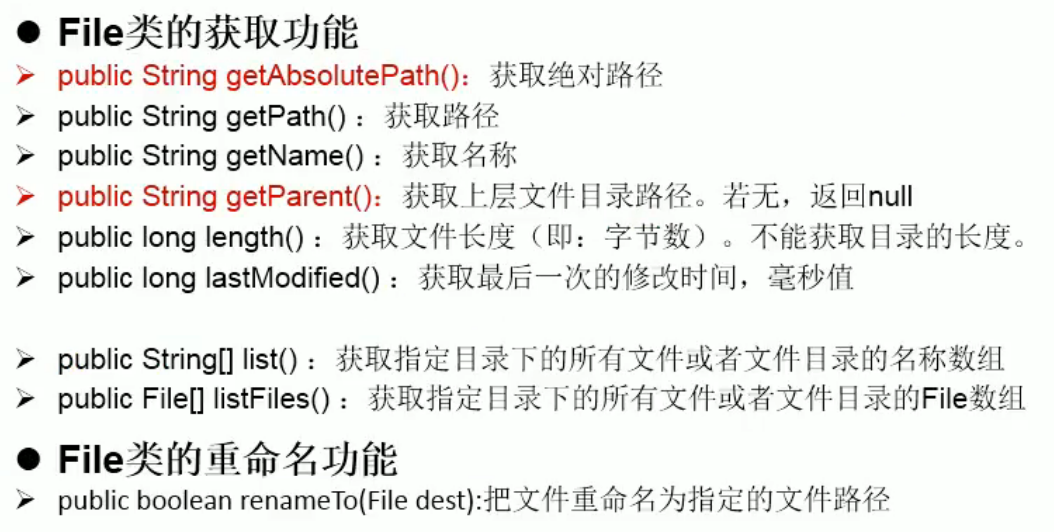 ● File类的获取功能
➢ public String getAbsolutePath()：获取绝对路径
➢ public String getPath() ：获取路径
➢ public String getName() ：获取名称
➢ public String getParent()：获取上层文件目录路径。若无，返回null
➢ public long length() ：获取文件长度（即：字节数）。不能获取目录的长度。
➢ public long lastModified() ：获取最后一次的修改时间，毫秒值
➢ public String[] list() ：获取指定目录下的所有文件或者文件目录的名称数组
➢ public File[] listFiles() ：获取指定目录下的所有文件或者文件目录的File数组
● File类的重命名功能
➢ public boolean renameTo(File dest):把文件重命名为指定的文件路径